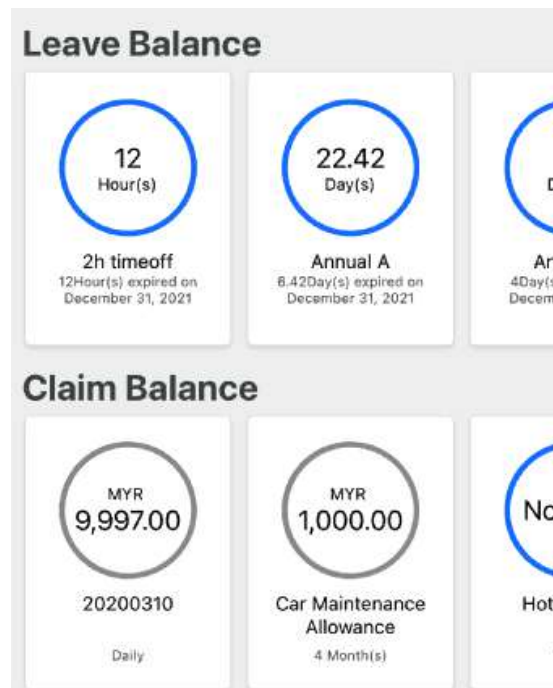 Leave Balance
12
Hour(s)
2h timeoff
12Hour(s) expired on
December 31, 2021
22.42
Day(s)
Annual A
6.42Day(s) expired on
December 31, 2021
Claim Balance
MYR
9,997.00
20200310
Daily
MYR
1,000.00
Car Maintenance
Allowance
4 Month(s)